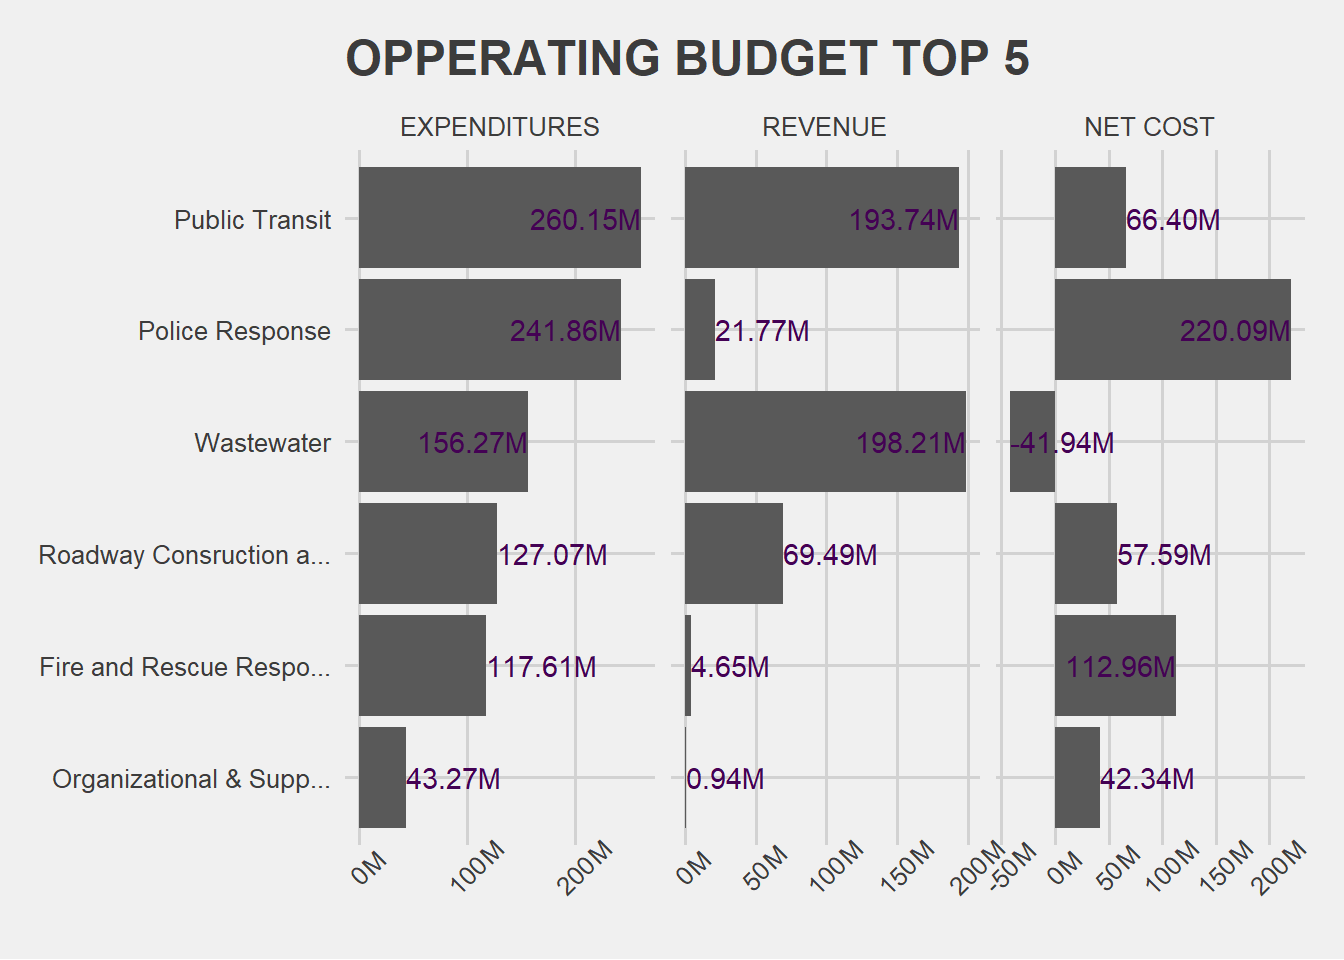 OPPERATING BUDGET TOP 5
EXPENDITURES REVENUE NET COST
Public Transit 260.15M 193.74M 66.40M
Police Response 241.86M 21.77M 220.09M
Wastewater 156.27M 198.21M -41.94M
Roadway Consruction a... 127.07M 69.49M 57.59M
Fire and Rescue Respo... 117.61M 4.65M 112.96M
Organizational & Supp... 43.27M 0.94M 42.34M
0M 100M 200M 0M 50M 100M 150M 200M -50M 0M 50M 100M 150M 200M